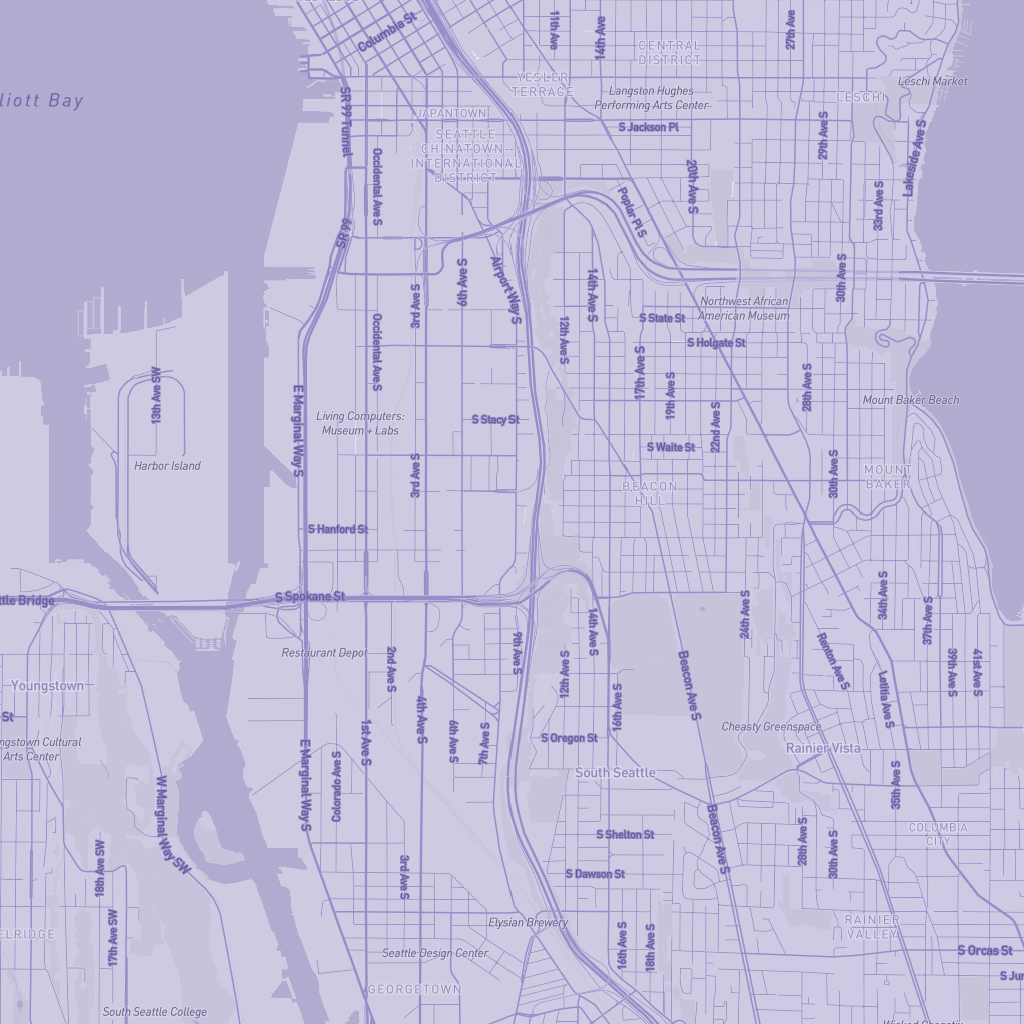 Columbia St
11th Ave
14th Ave
27th Ave
CENTRAL
DISTRICT
YESLER
TERRACE
Leschi Market
LESCHI
Langston Hughes
Performing Arts Center
JAPANTOWN
SR 99 Tunnel
S Jackson Pl
29th Ave S
Lakeside Ave S
SEATTLE
CHINATOWN-
INTERNATIONAL
DISTRICT
Occidental Ave S
20th Ave S
33rd Ave S
Poplar Pl S
SR 99
6th Ave S
Airport Way S
14th Ave S
30th Ave S
3rd Ave S
Northwest African
American Museum
S State St
S Holgate St
12th Ave S
Occidental Ave S
17th Ave S
19th Ave S
28th Ave S
13th Ave SW
Mount Baker Beach
Living Computers:
Museum + Labs
S Stacy St
22nd Ave S
E Marginal Way S
S Waite St
Harbor Island
3rd Ave S
30th Ave S
MOUNT
BAKER
BEACON
HILL
S Hanford St
S Spokane St
34th Ave S
24th Ave S
37th Ave S
14th Ave S
9th Ave S
Restaurant Depot
2nd Ave S
12th Ave S
Renton Ave S
39th Ave S
41st Ave S
Youngstown
Beacon Ave S
Letitia Ave S
16th Ave S
4th Ave S
1st Ave S
6th Ave S
7th Ave S
Cheasty Greenspace
S Oregon St
Rainier Vista
Arts Center
South Seattle
E Marginal Way S
Colorado Ave S
35th Ave S
W Marginal Way SW
S Shelton St
Beacon Ave S
28th Ave S
30th Ave S
COLUMBIA
CITY
18th Ave SW
3rd Ave S
S Dawson St
Elysian Brewery
RAINIER
VALLEY
17th Ave SW
16th Ave S
18th Ave S
Seattle Design Center
S Orcas St
GEORGETOWN
South Seattle College